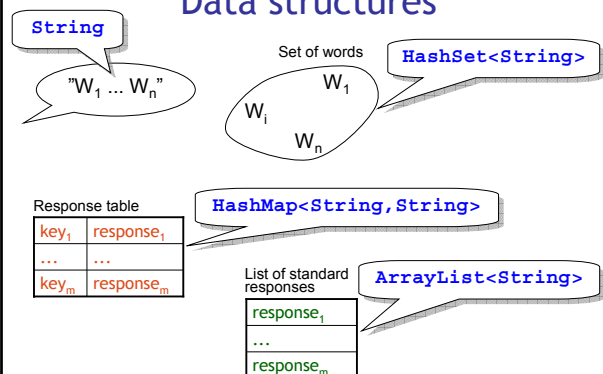 Data structures
String
"W₁ ... Wₙ"
Set of words
HashSet<String>
W₁
Wᵢ
Wₙ
Response table
HashMap<String,String>
key₁ response₁
... ...
keyₘ responseₘ
List of standard
responses
ArrayList<String>
response₁
...
responseₘ